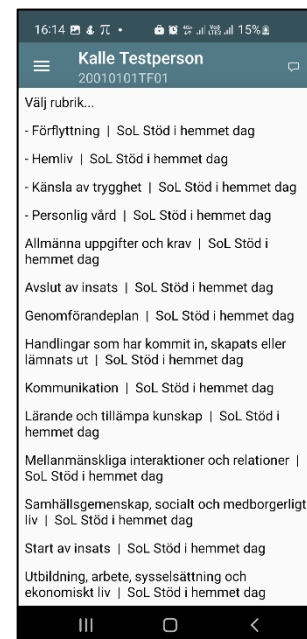 16:14 π • 15%
Kalle Testperson
20010101TF01
Välj rubrik...
- Förflyttning | SoL Stöd i hemmet dag
- Hemliv | SoL Stöd i hemmet dag
- Känsla av trygghet | SoL Stöd i hemmet dag
- Personlig vård | SoL Stöd i hemmet dag
Allmänna uppgifter och krav | SoL Stöd i
hemmet dag
Avslut av insats | SoL Stöd i hemmet dag
Genomförandeplan | SoL Stöd i hemmet dag
Handlingar som har kommit in, skapats eller
lämnats ut | SoL Stöd i hemmet dag
Kommunikation | SoL Stöd i hemmet dag
Lärande och tillämpa kunskap | SoL Stöd i
hemmet dag
Mellanmänskliga interaktioner och relationer |
SoL Stöd i hemmet dag
Samhällsgemenskap, socialt och medborgerligt
liv | SoL Stöd i hemmet dag
Start av insats | SoL Stöd i hemmet dag
Utbildning, arbete, sysselsättning och
ekonomiskt liv | SoL Stöd i hemmet dag